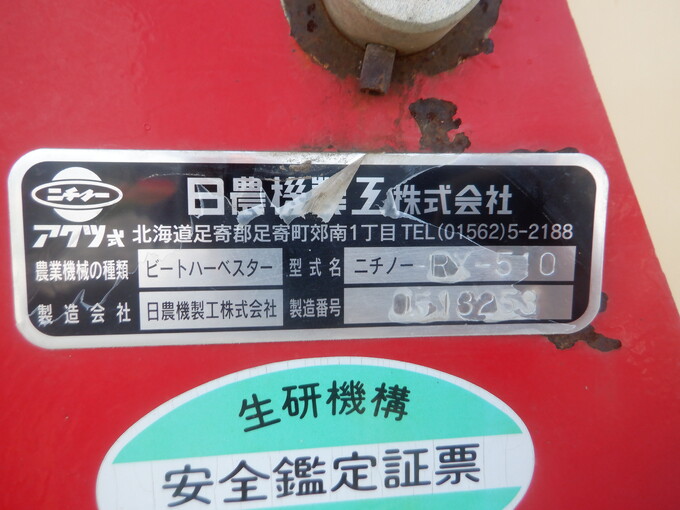 ニチノー
アクツ式
日農機製工株式会社
北海道足寄郡足寄町郊南1丁目 TEL(01562)5-2188
農業機械の種類 ビートハーベスター 型式名 ニチノー RX-510
製造会社 日農機製工株式会社 製造番号
生研機構
安全鑑定証票